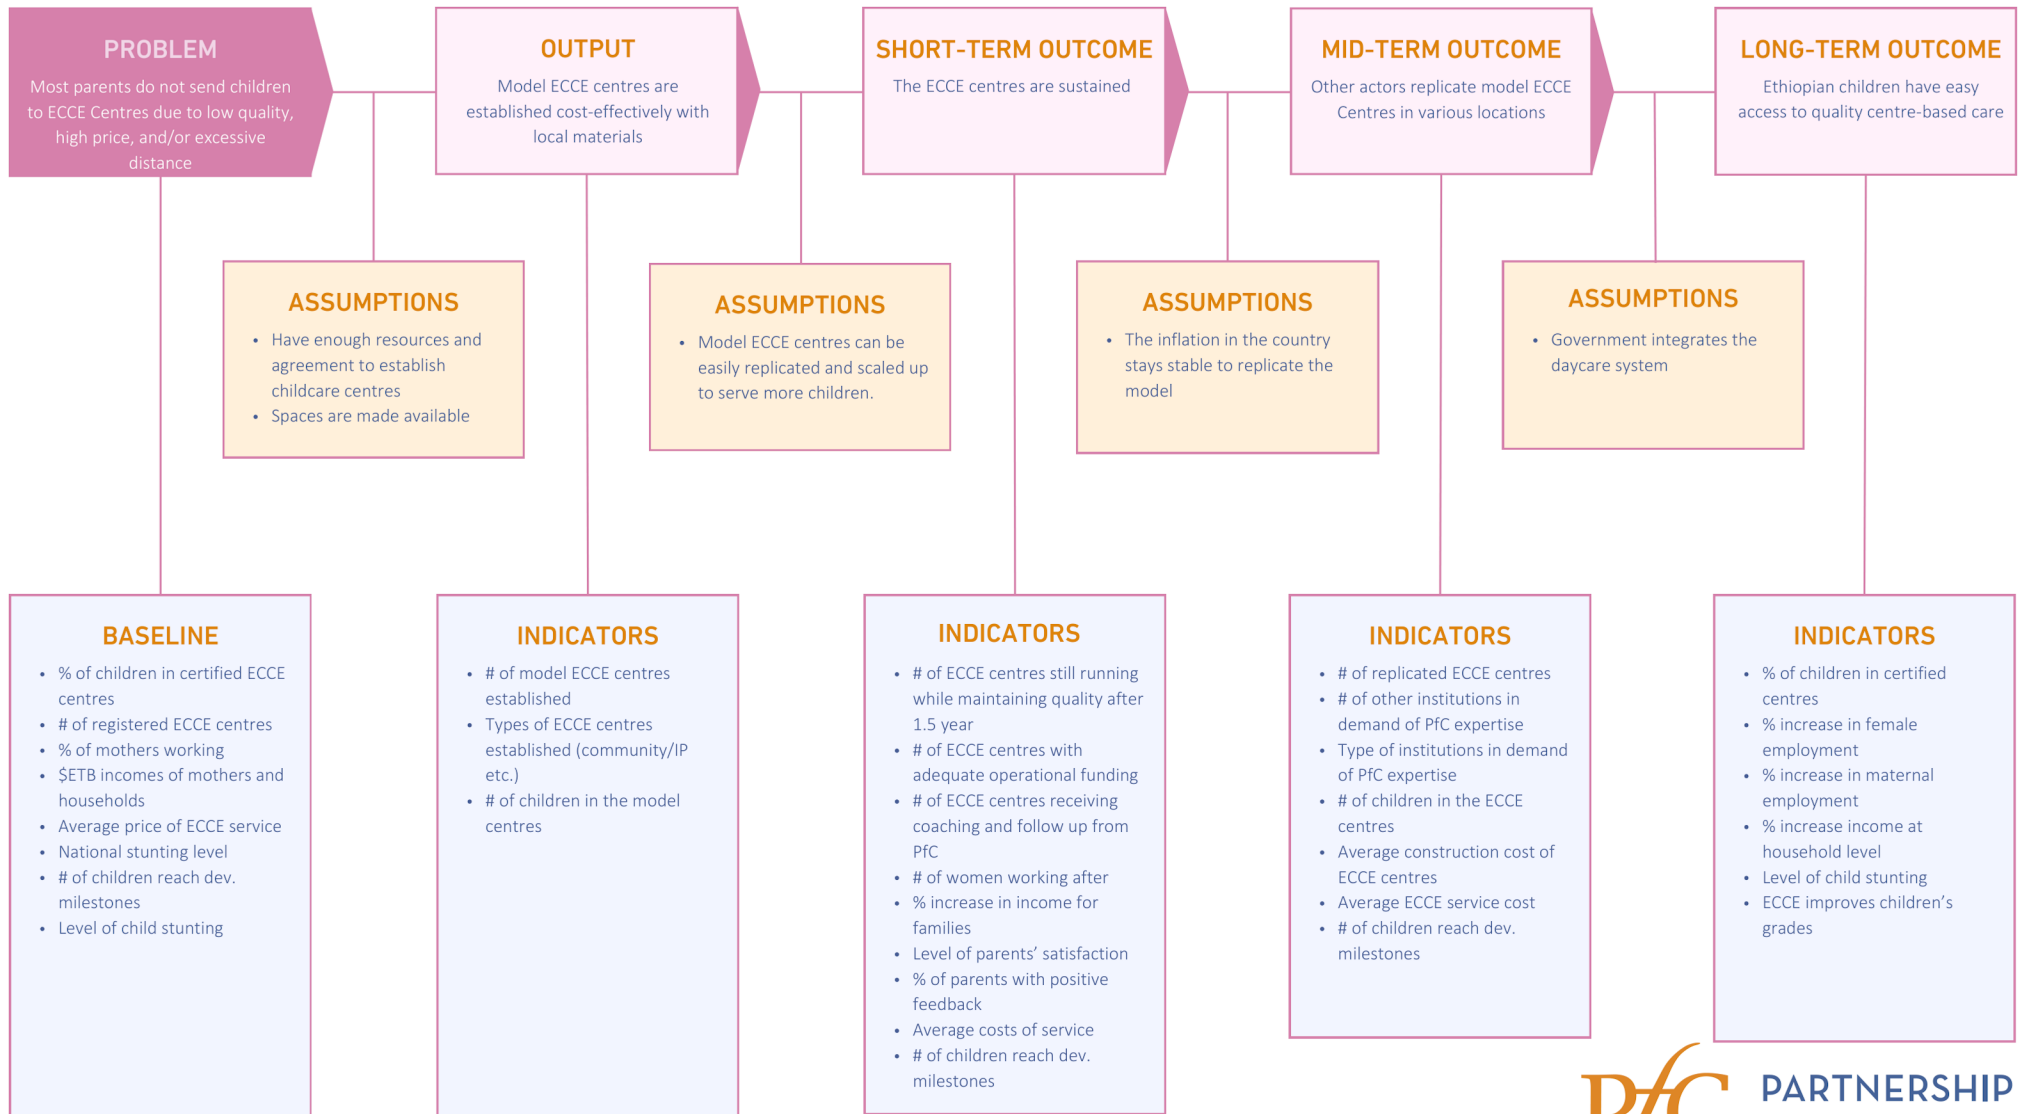 PROBLEM
Most parents do not send children
to ECCE Centres due to low quality,
high price, and/or excessive
distance
OUTPUT
Model ECCE centres are
established cost-effectively with
local materials
SHORT-TERM OUTCOME
The ECCE centres are sustained
MID-TERM OUTCOME
Other actors replicate model ECCE
Centres in various locations
LONG-TERM OUTCOME
Ethiopian children have easy
access to quality centre-based care
ASSUMPTIONS
• Have enough resources and
agreement to establish
childcare centres
• Spaces are made available
ASSUMPTIONS
• Model ECCE centres can be
easily replicated and scaled up
to serve more children.
ASSUMPTIONS
• The inflation in the country
stays stable to replicate the
model
ASSUMPTIONS
• Government integrates the
daycare system
BASELINE
• % of children in certified ECCE
centres
• # of registered ECCE centres
• % of mothers working
• $ETB incomes of mothers and
households
• Average price of ECCE service
• National stunting level
• # of children reach dev.
milestones
• Level of child stunting
INDICATORS
• # of model ECCE centres
established
• Types of ECCE centres
established (community/IP
etc.)
• # of children in the model
centres
INDICATORS
• # of ECCE centres still running
while maintaining quality after
1.5 year
• # of ECCE centres with
adequate operational funding
• # of ECCE centres receiving
coaching and follow up from
PfC
• # of women working after
• % increase in income for
families
• Level of parents’ satisfaction
• % of parents with positive
feedback
• Average costs of service
• # of children reach dev.
milestones
INDICATORS
• # of replicated ECCE centres
• # of other institutions in
demand of PfC expertise
• Type of institutions in demand
of PfC expertise
• # of children in the ECCE
centres
• Average construction cost of
ECCE centres
• Average ECCE service cost
• # of children reach dev.
milestones
INDICATORS
• % of children in certified
centres
• % increase in female
employment
• % increase in maternal
employment
• % increase income at
household level
• Level of child stunting
• ECCE improves children’s
grades
PfC
PARTNERSHIP